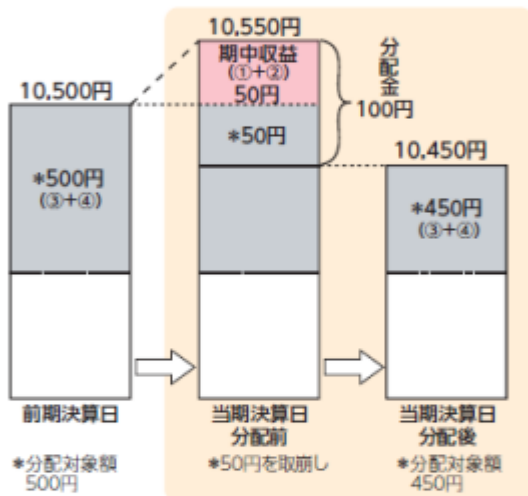 10,500円
*500円
(③+④)
前期決算日
*分配対象額
500円
10,550円
期中収益
(①+②)
50円
*50円
分配金
100円
当期決算日
分配前
*50円を取崩し
10,450円
*450円
(③+④)
当期決算日
分配後
*分配対象額
450円